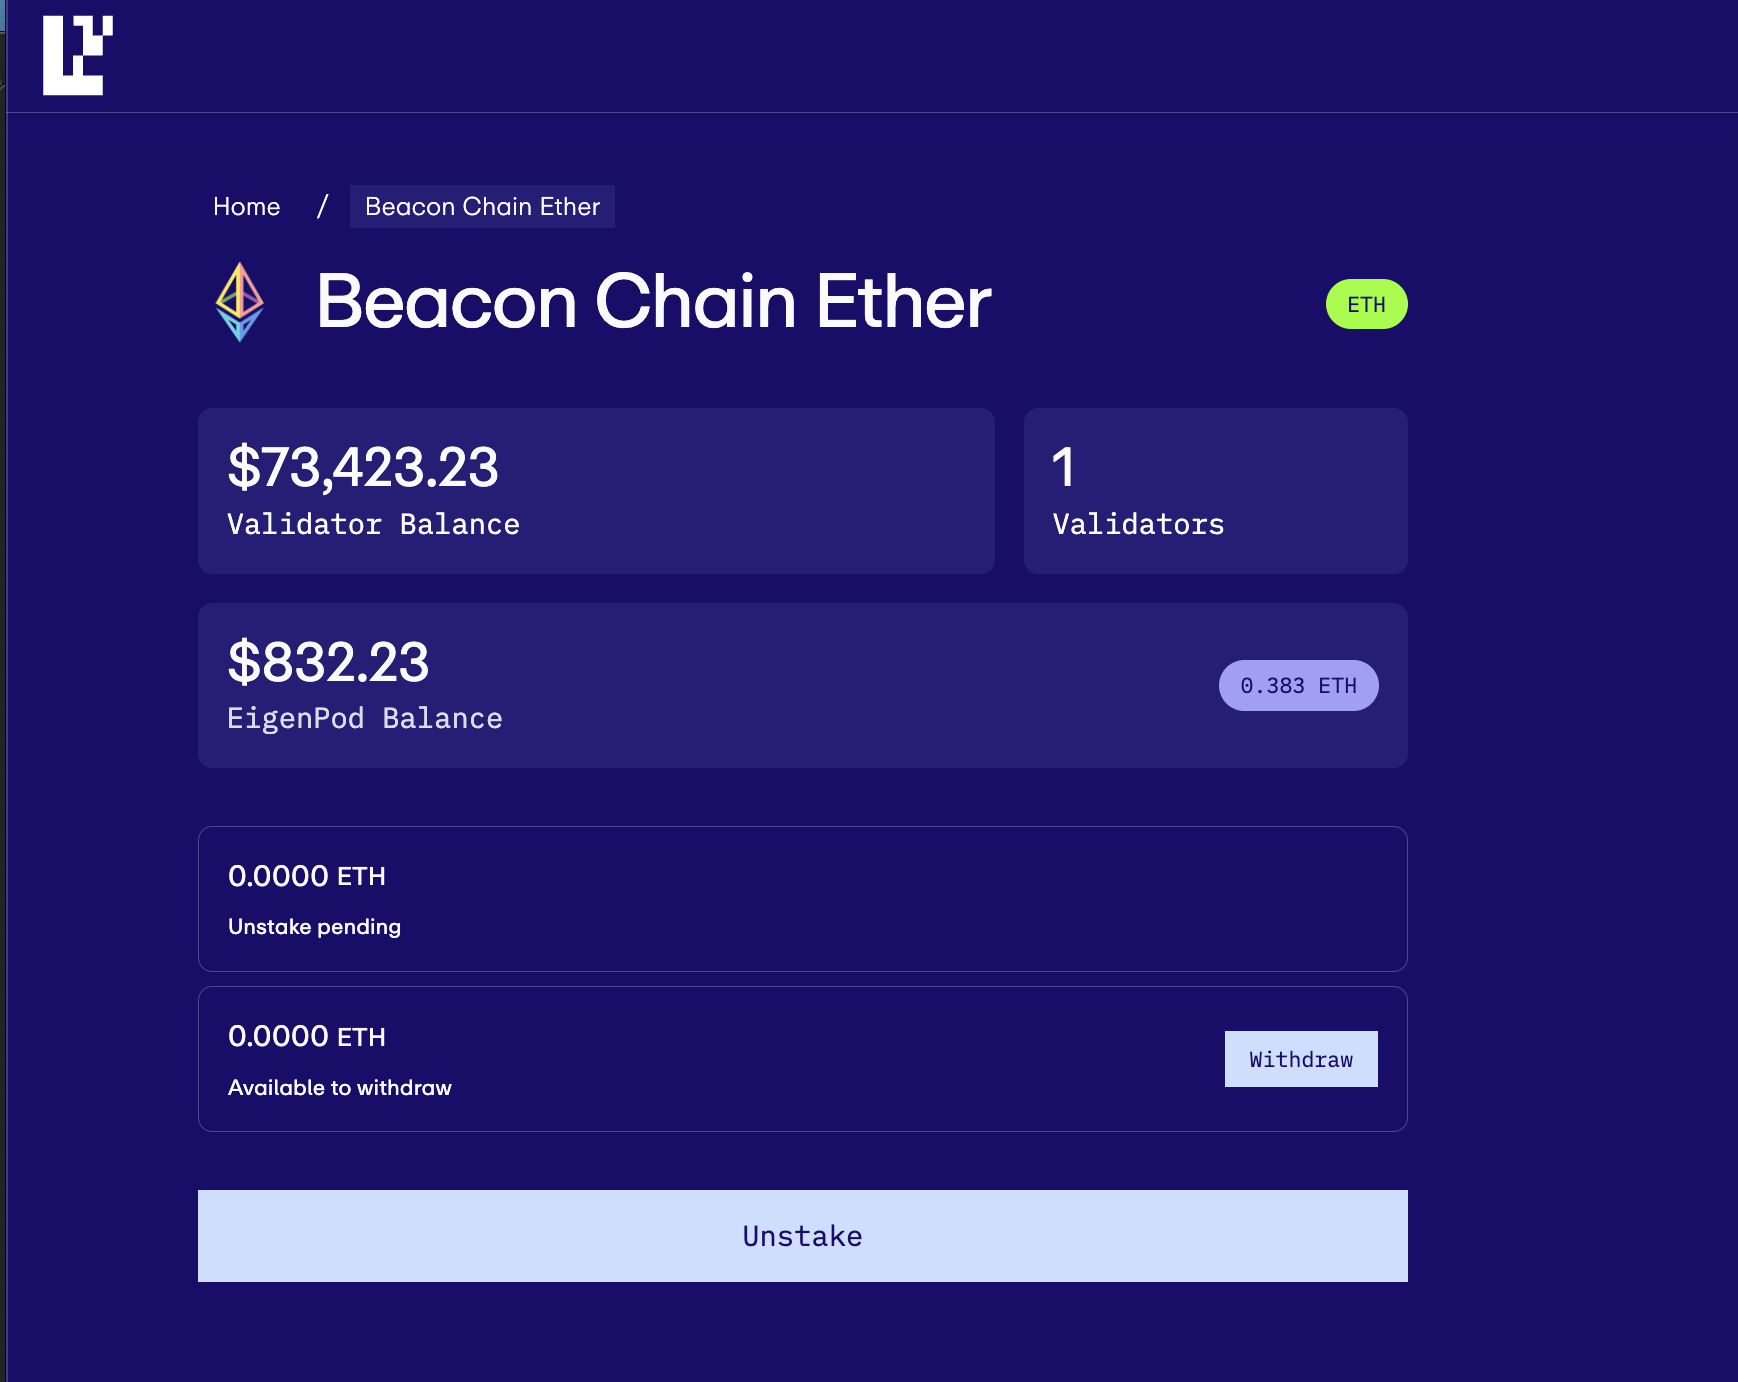 Home / Beacon Chain Ether
Beacon Chain Ether
ETH
$73,423.23
Validator Balance
1
Validators
$832.23
EigenPod Balance
0.383 ETH
0.0000 ETH
Unstake pending
0.0000 ETH
Available to withdraw
Withdraw
Unstake